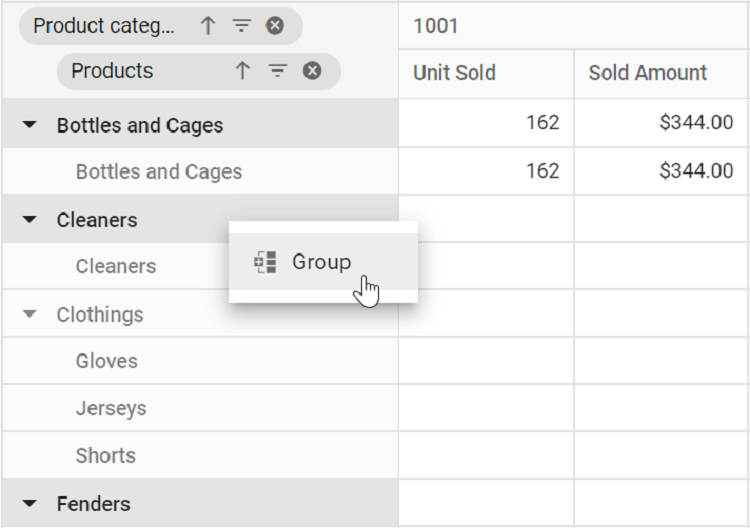 Product categ... 1001
Products Unit Sold Sold Amount
Bottles and Cages 162 $344.00
Bottles and Cages 162 $344.00
Cleaners
Group
Cleaners
Clothings
Gloves
Jerseys
Shorts
Fenders